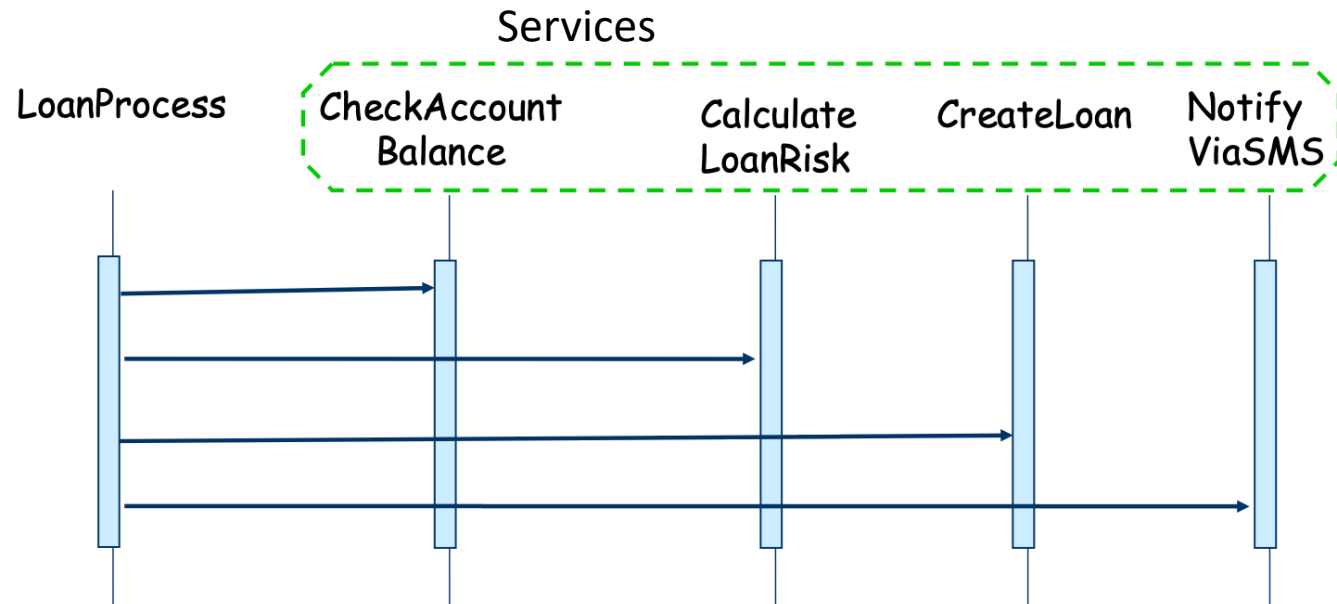 Services
LoanProcess
CheckAccount
Balance
Calculate
LoanRisk
CreateLoan
Notify
ViaSMS